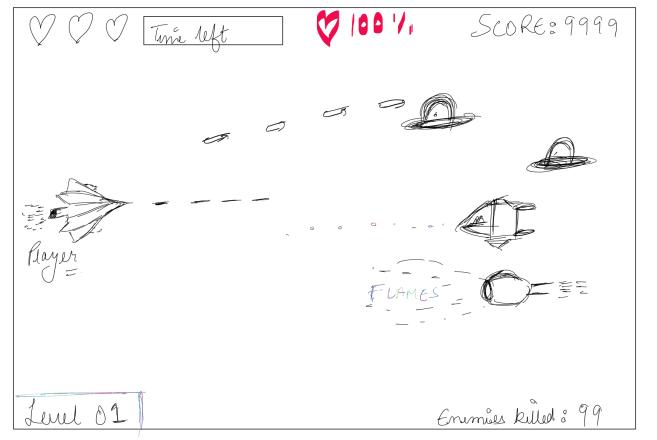 Time left
100 %
SCORE: 9999
Player
FLAMES
Level 01
Enemies killed: 99